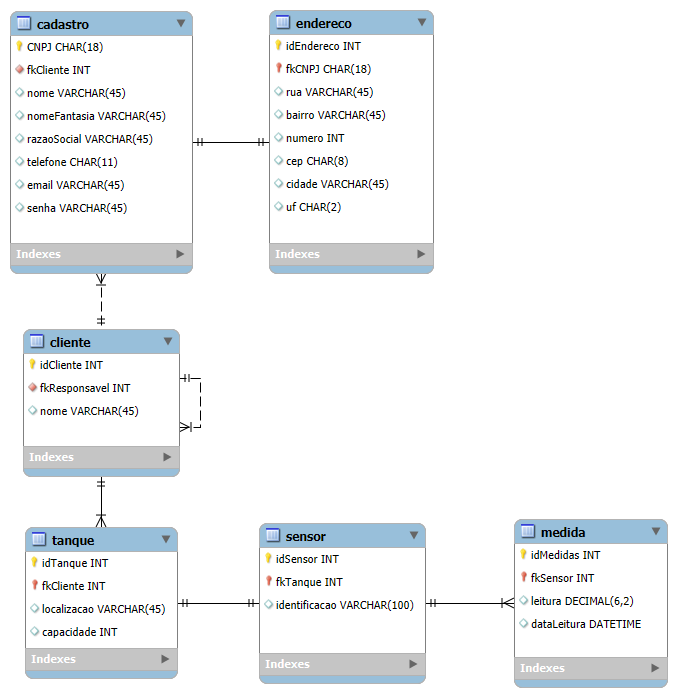 cadastro
CNPJ CHAR(18)
fkCliente INT
nome VARCHAR(45)
nomeFantasia VARCHAR(45)
razaoSocial VARCHAR(45)
telefone CHAR(11)
email VARCHAR(45)
senha VARCHAR(45)
Indexes
endereco
idEndereco INT
fkCNPJ CHAR(18)
rua VARCHAR(45)
bairro VARCHAR(45)
numero INT
cep CHAR(8)
cidade VARCHAR(45)
uf CHAR(2)
Indexes
cliente
idCliente INT
fkResponsavel INT
nome VARCHAR(45)
Indexes
tanque
idTanque INT
fkCliente INT
localizacao VARCHAR(45)
capacidade INT
Indexes
sensor
idSensor INT
fkTanque INT
identificacao VARCHAR(100)
Indexes
medida
idMedidas INT
fkSensor INT
leitura DECIMAL(6,2)
dataLeitura DATETIME
Indexes